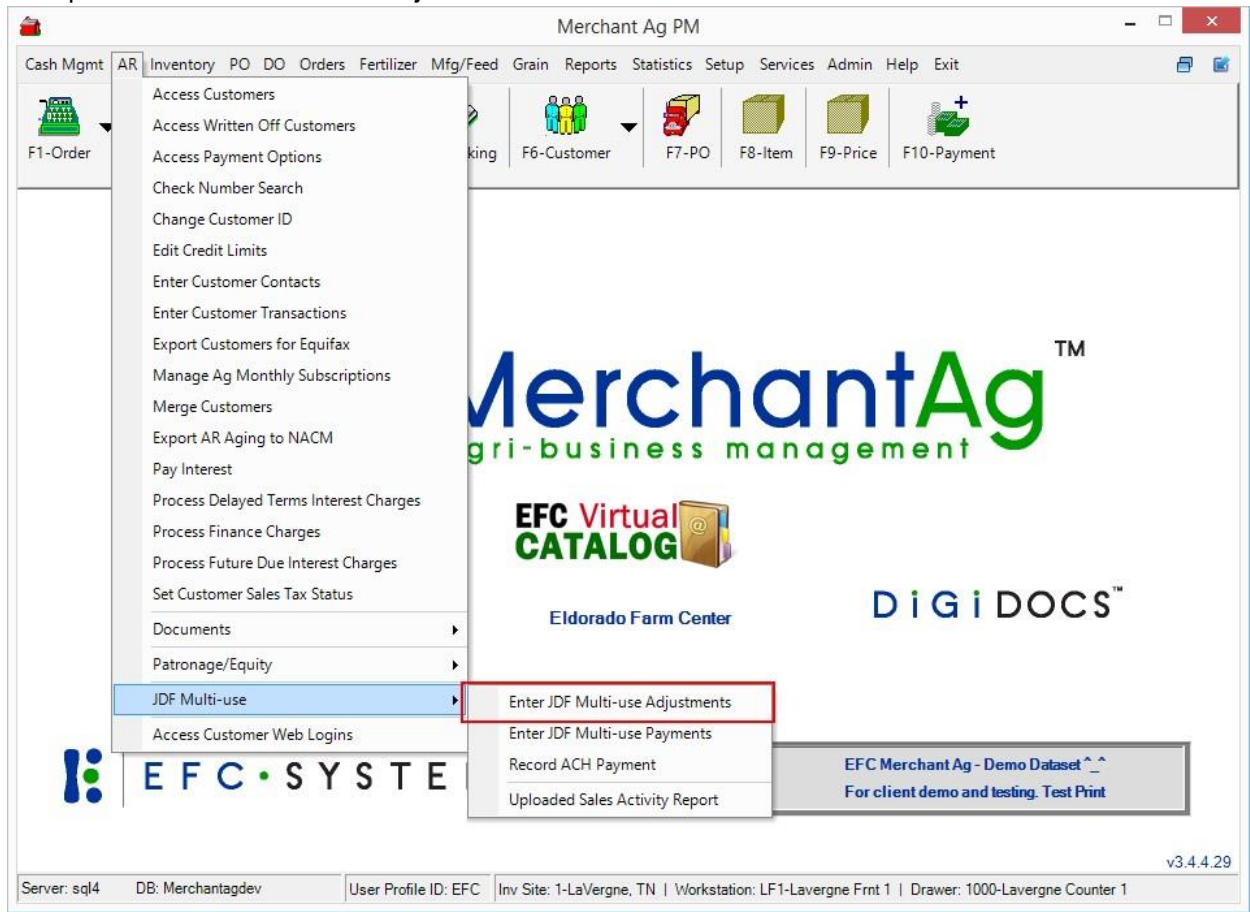 Merchant Ag PM
Cash Mgmt AR Inventory PO DO Orders Fertilizer Mfg/Feed Grain Reports Statistics Setup Services Admin Help Exit
F1-Order king F6-Customer F7-PO F8-Item F9-Price F10-Payment
Access Customers
Access Written Off Customers
Access Payment Options
Check Number Search
Change Customer ID
Edit Credit Limits
Enter Customer Contacts
Enter Customer Transactions
Export Customers for Equifax
Manage Ag Monthly Subscriptions
Merge Customers
Export AR Aging to NACM
Pay Interest
Process Delayed Terms Interest Charges
Process Finance Charges
Process Future Due Interest Charges
Set Customer Sales Tax Status
Documents
Patronage/Equity
JDF Multi-use
Access Customer Web Logins
Enter JDF Multi-use Adjustments
Enter JDF Multi-use Payments
Record ACH Payment
Uploaded Sales Activity Report
MerchantAg™
gri-business management
EFC Virtual
CATALOG
Eldorado Farm Center
DiGiDOCS™
EFC•SYSTE
EFC Merchant Ag - Demo Dataset ^_^
For client demo and testing. Test Print
v3.4.4.29
Server: sql4 DB: Merchantagdev User Profile ID: EFC Inv Site: 1-LaVergne, TN | Workstation: LF1-Lavergne Frnt 1 | Drawer: 1000-Lavergne Counter 1